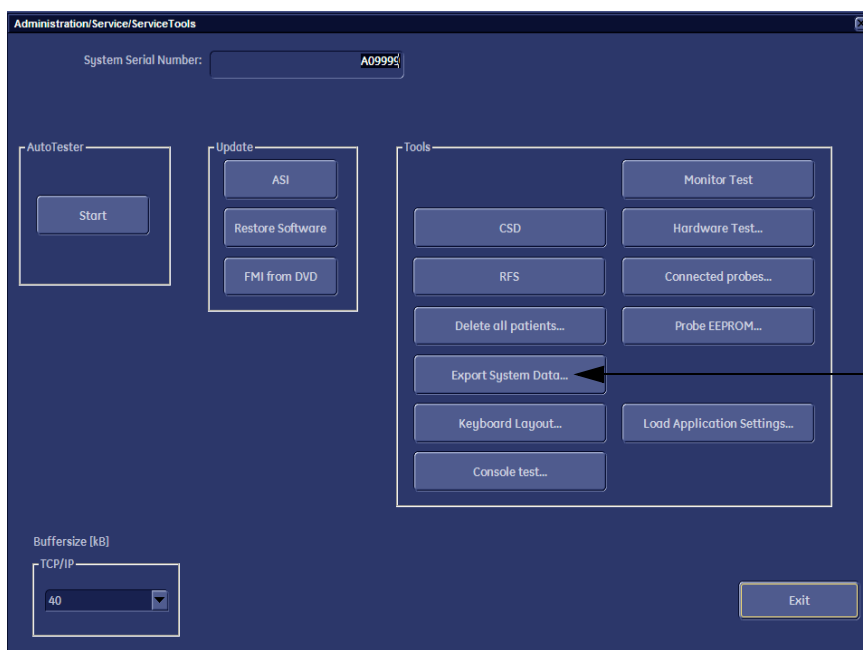 Administration/Service/ServiceTools
System Serial Number:
A09999
AutoTester
Start
Update
ASI
Restore Software
FMI from DVD
Tools
Monitor Test
CSD
Hardware Test...
RFS
Connected probes...
Delete all patients...
Probe EEPROM...
Export System Data...
Keyboard Layout...
Load Application Settings...
Console test...
Buffersize [kB]
TCP/IP
40
Exit